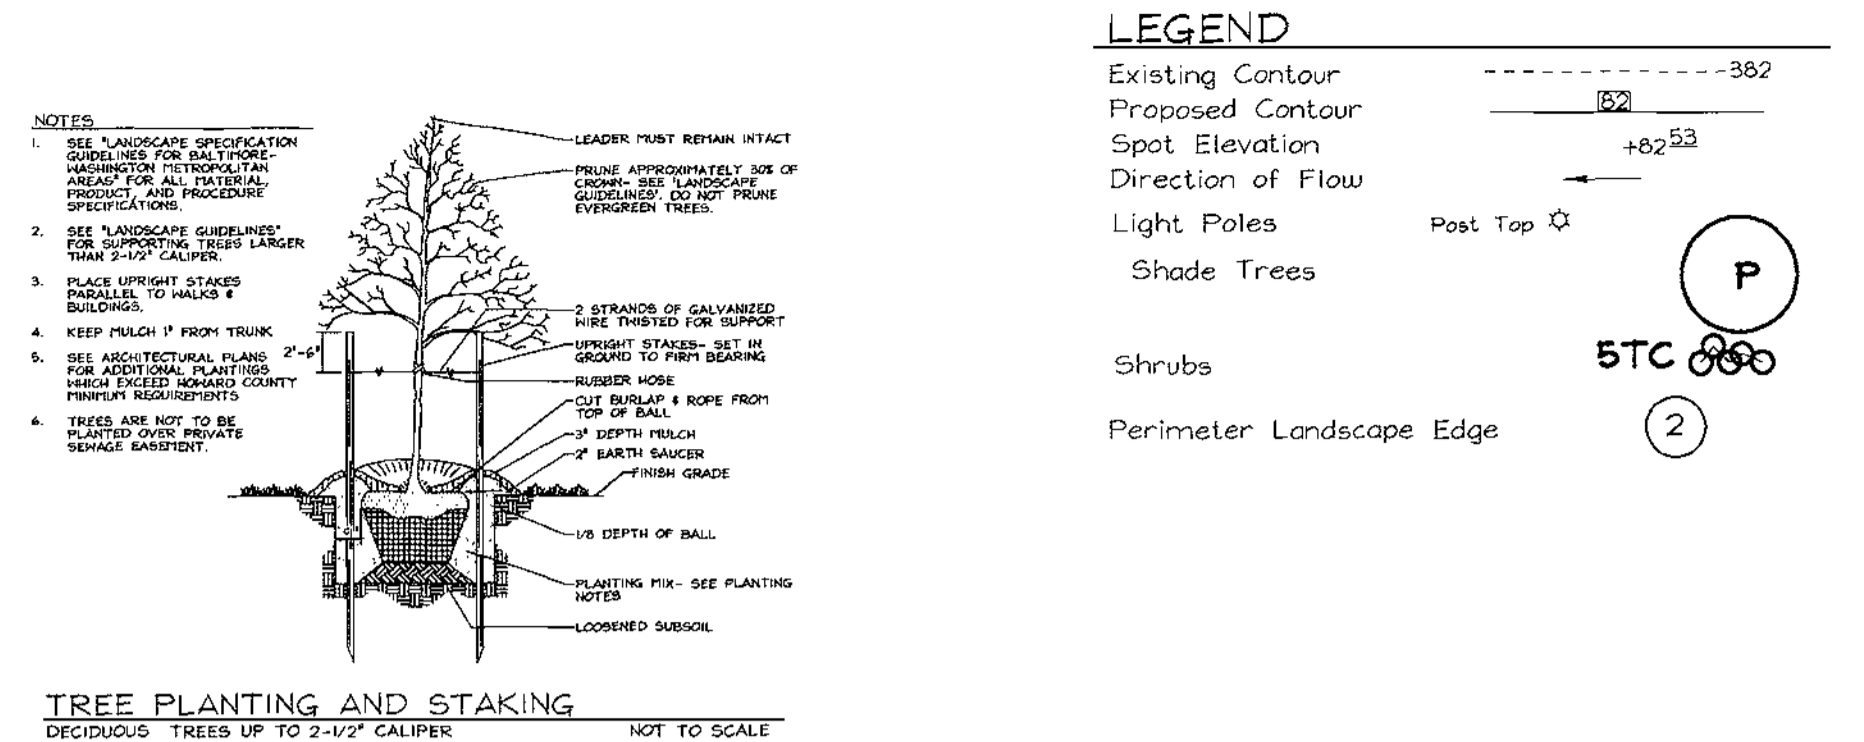 NOTES
1. SEE "LANDSCAPE SPECIFICATION
GUIDELINES FOR BALTIMORE-
WASHINGTON METROPOLITAN
AREAS" FOR ALL MATERIAL,
PRODUCT, AND PROCEDURE
SPECIFICATIONS.
2. SEE "LANDSCAPE GUIDELINES"
FOR SUPPORTING TREES LARGER
THAN 2-1/2" CALIPER.
3. PLACE UPRIGHT STAKES
PARALLEL TO WALKS &
BUILDINGS.
4. KEEP MULCH 1" FROM TRUNK
5. SEE ARCHITECTURAL PLANS
FOR ADDITIONAL PLANTINGS
WHICH EXCEED HOWARD COUNTY
MINIMUM REQUIREMENTS
6. TREES ARE NOT TO BE
PLANTED OVER PRIVATE
SEWAGE EASEMENT.
2'-6"
LEADER MUST REMAIN INTACT
PRUNE APPROXIMATELY 30% OF
CROWN- SEE 'LANDSCAPE
GUIDELINES'. DO NOT PRUNE
EVERGREEN TREES.
2 STRANDS OF GALVANIZED
WIRE TWISTED FOR SUPPORT
UPRIGHT STAKES- SET IN
GROUND TO FIRM BEARING
RUBBER HOSE
CUT BURLAP & ROPE FROM
TOP OF BALL
3" DEPTH MULCH
2" EARTH SAUCER
FINISH GRADE
1/8 DEPTH OF BALL
PLANTING MIX- SEE PLANTING
NOTES
LOOSENED SUBSOIL
TREE PLANTING AND STAKING
DECIDUOUS TREES UP TO 2-1/2" CALIPER NOT TO SCALE
LEGEND
Existing Contour 382
Proposed Contour 82
Spot Elevation +82 53
Direction of Flow
Light Poles Post Top
Shade Trees P
Shrubs 5TC
Perimeter Landscape Edge 2